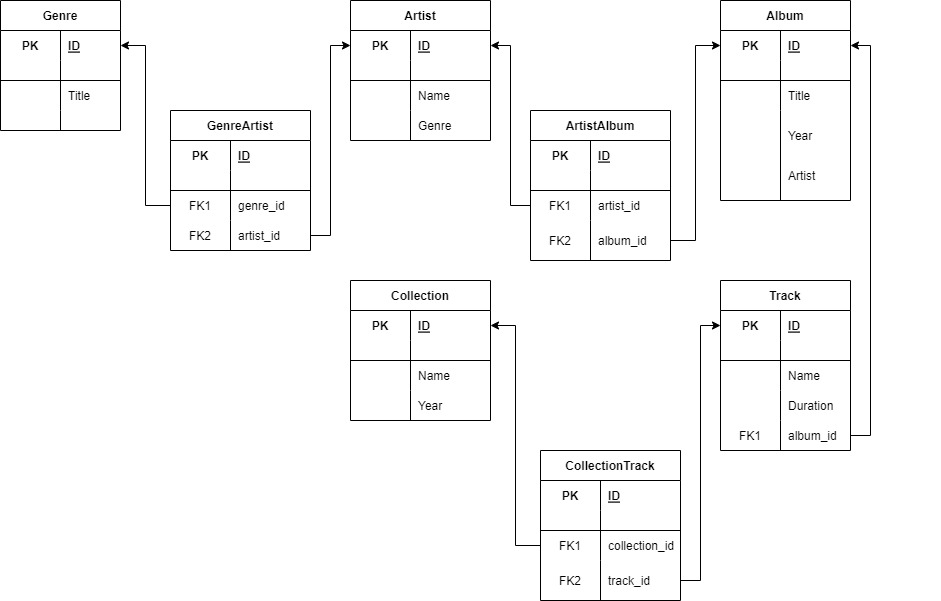 Genre
PK ID
Title
Artist
PK ID
Name
Genre
Album
PK ID
Title
Year
Artist
GenreArtist
PK ID
FK1 genre_id
FK2 artist_id
ArtistAlbum
PK ID
FK1 artist_id
FK2 album_id
Collection
PK ID
Name
Year
Track
PK ID
Name
Duration
FK1 album_id
CollectionTrack
PK ID
FK1 collection_id
FK2 track_id